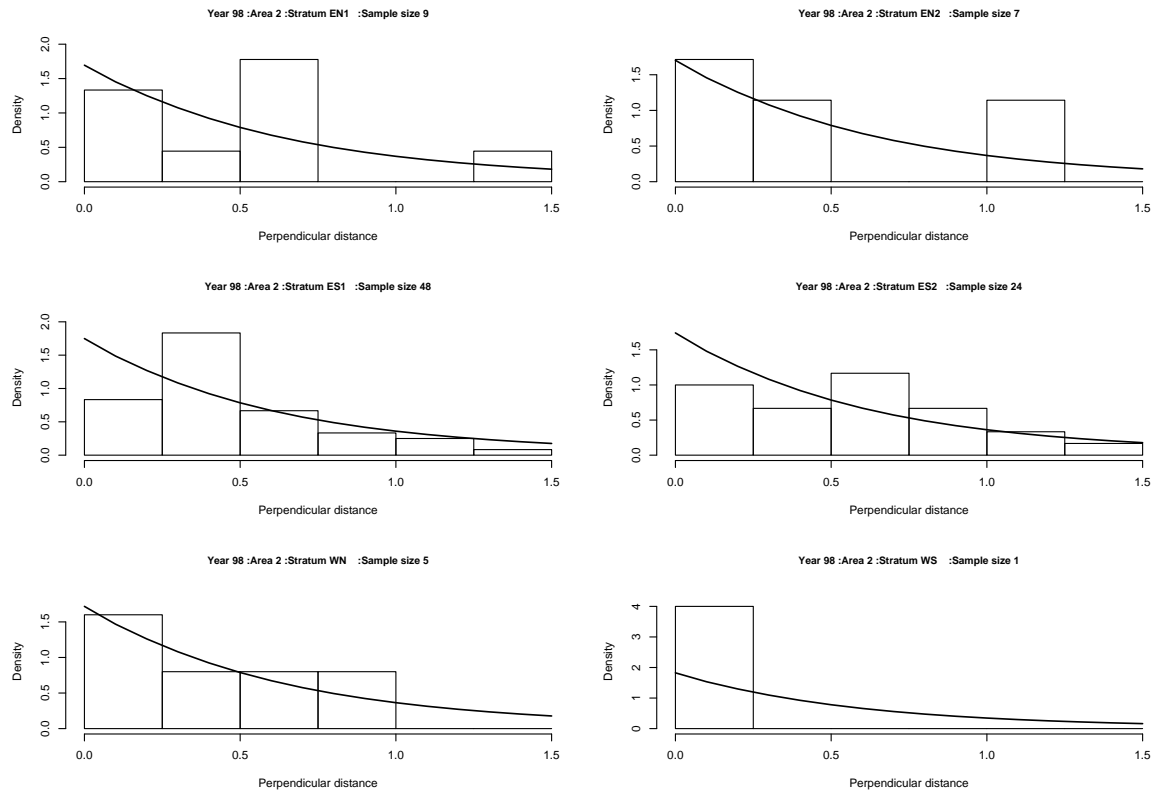 Year 98 :Area 2 :Stratum EN1 :Sample size 9
2.0
1.5
1.0
0.5
0.0
Density
0.0 0.5 1.0 1.5
Perpendicular distance
Year 98 :Area 2 :Stratum EN2 :Sample size 7
1.5
1.0
0.5
0.0
Density
0.0 0.5 1.0 1.5
Perpendicular distance
Year 98 :Area 2 :Stratum ES1 :Sample size 48
2.0
1.5
1.0
0.5
0.0
Density
0.0 0.5 1.0 1.5
Perpendicular distance
Year 98 :Area 2 :Stratum ES2 :Sample size 24
1.5
1.0
0.5
0.0
Density
0.0 0.5 1.0 1.5
Perpendicular distance
Year 98 :Area 2 :Stratum WN :Sample size 5
1.5
1.0
0.5
0.0
Density
0.0 0.5 1.0 1.5
Perpendicular distance
Year 98 :Area 2 :Stratum WS :Sample size 1
4
3
2
1
0
Density
0.0 0.5 1.0 1.5
Perpendicular distance